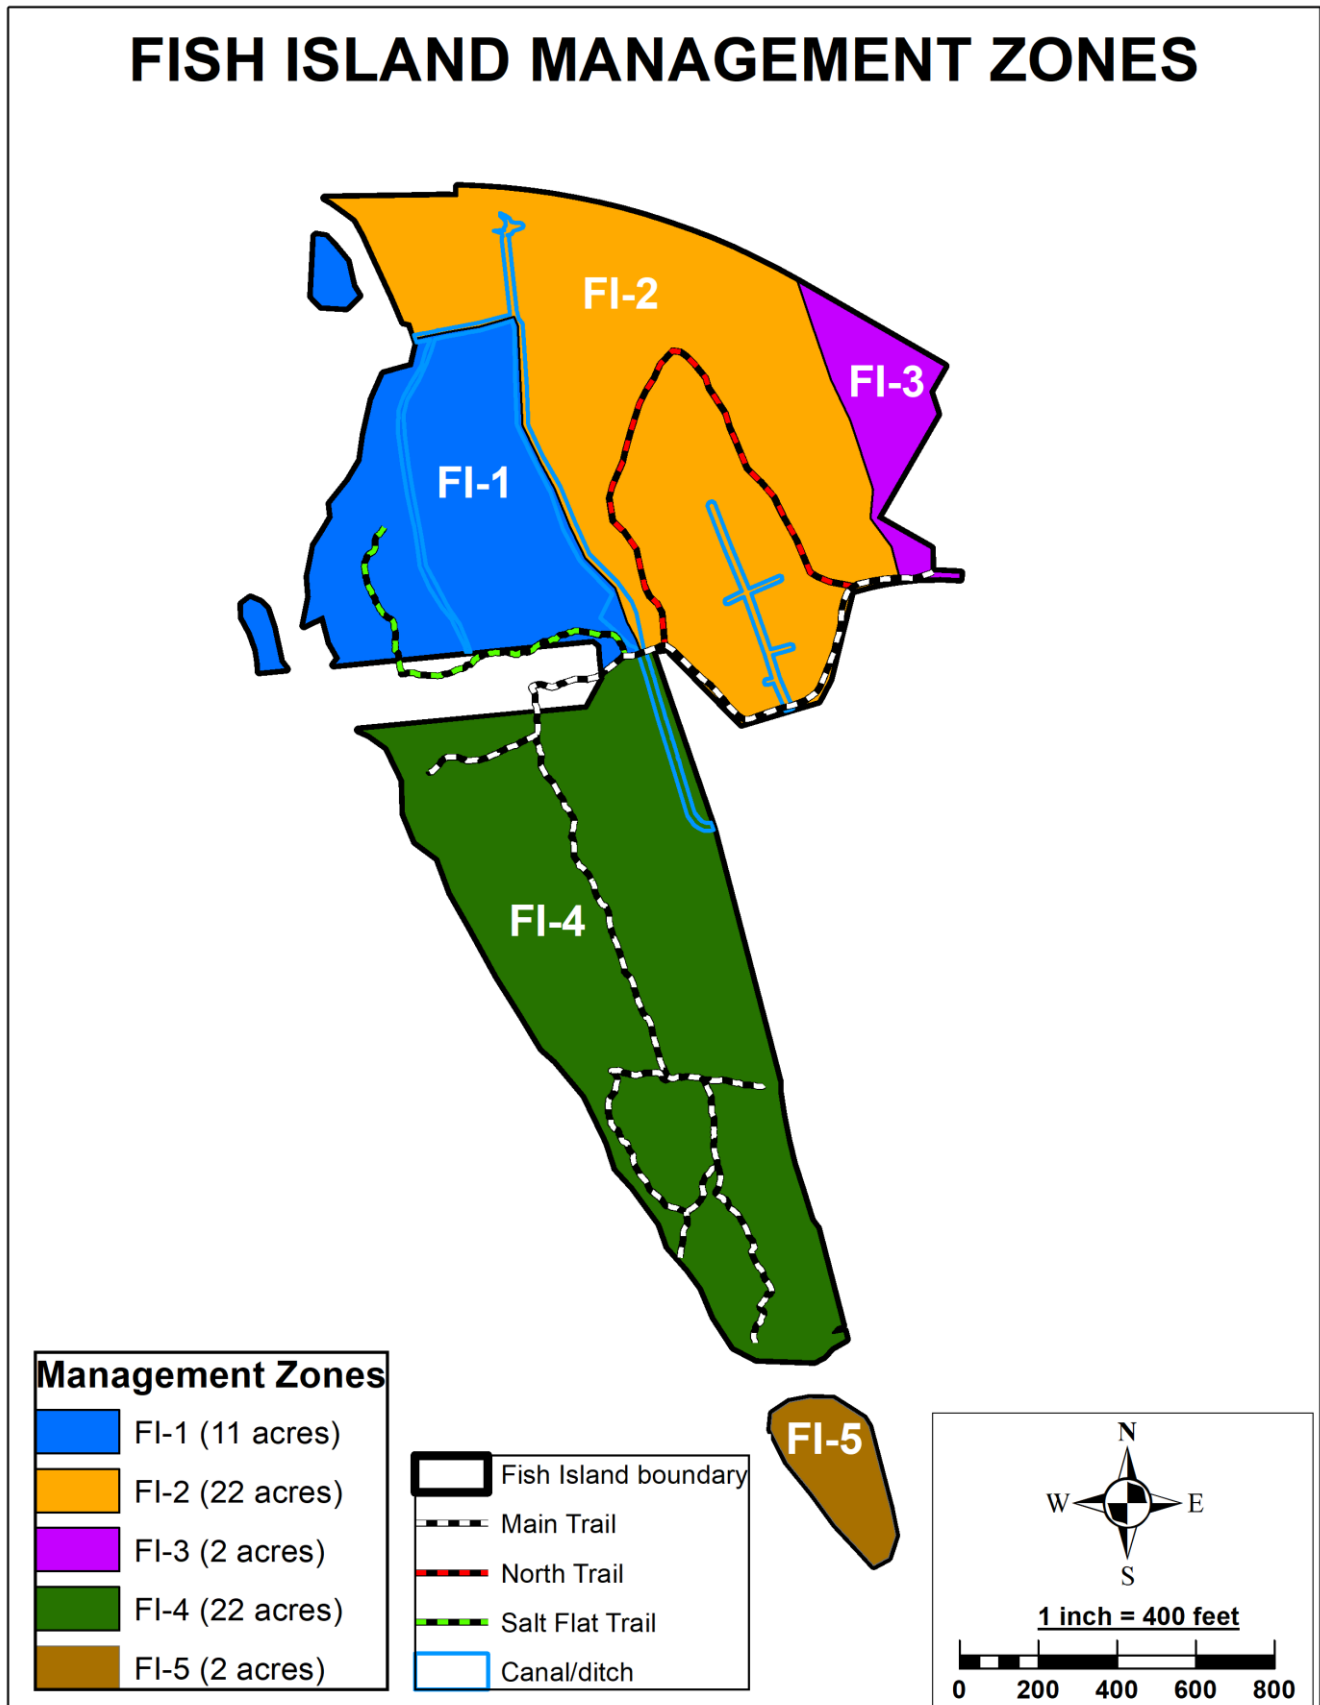 FISH ISLAND MANAGEMENT ZONES
FI-2
FI-3
FI-1
FI-4
FI-5
Management Zones
FI-1 (11 acres)
FI-2 (22 acres)
FI-3 (2 acres)
FI-4 (22 acres)
FI-5 (2 acres)
Fish Island boundary
Main Trail
North Trail
Salt Flat Trail
Canal/ditch
N
W E
S
1 inch = 400 feet
0 200 400 600 800